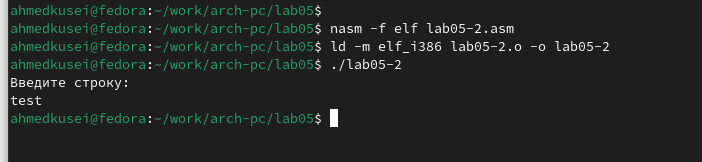 ahmedkusei@fedora:~/work/arch-pc/lab05$
ahmedkusei@fedora:~/work/arch-pc/lab05$ nasm -f elf lab05-2.asm
ahmedkusei@fedora:~/work/arch-pc/lab05$ ld -m elf_i386 lab05-2.o -o lab05-2
ahmedkusei@fedora:~/work/arch-pc/lab05$ ./lab05-2
Введите строку:
test
ahmedkusei@fedora:~/work/arch-pc/lab05$